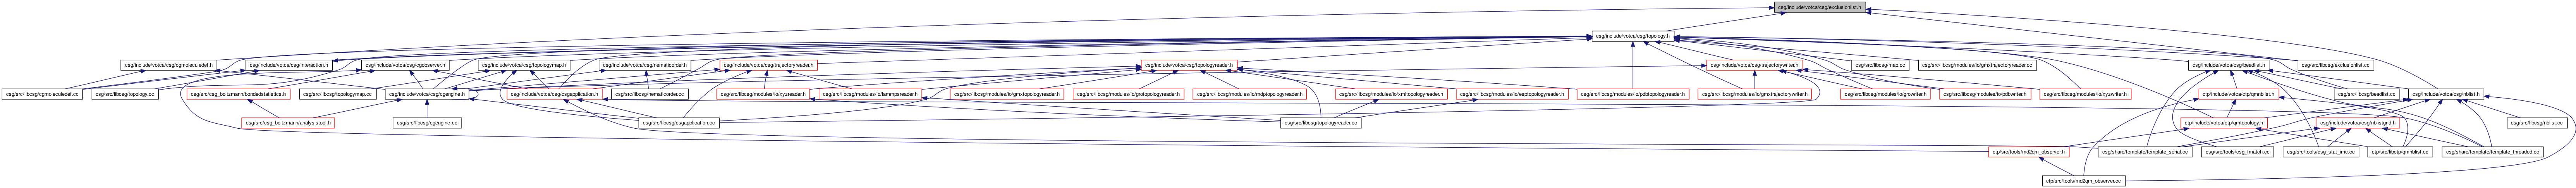 csg/include/votca/csg/exclusionlist.h
csg/include/votca/csg/topology.h
csg/include/votca/csg/cgmoleculedef.h
csg/include/votca/csg/interaction.h
csg/include/votca/csg/cgobserver.h
csg/include/votca/csg/topologymap.h
csg/include/votca/csg/nematicorder.h
csg/include/votca/csg/trajectoryreader.h
csg/include/votca/csg/topologyreader.h
csg/include/votca/csg/trajectorywriter.h
csg/src/libcsg/map.cc
csg/src/libcsg/modules/io/gmxtrajectoryreader.cc
csg/include/votca/csg/beadlist.h
csg/src/libcsg/exclusionlist.cc
csg/src/libcsg/cgmoleculedef.cc
csg/src/libcsg/topology.cc
csg/src/csg_boltzmann/bondedstatistics.h
csg/src/libcsg/topologymap.cc
csg/include/votca/csg/cgengine.h
csg/include/votca/csg/csgapplication.h
csg/src/libcsg/nematicorder.cc
csg/src/libcsg/modules/io/xyzreader.h
csg/src/libcsg/modules/io/lammpsreader.h
csg/src/libcsg/modules/io/gmxtopologyreader.h
csg/src/libcsg/modules/io/grotopologyreader.h
csg/src/libcsg/modules/io/mdptopologyreader.h
csg/src/libcsg/modules/io/xmltopologyreader.h
csg/src/libcsg/modules/io/esptopologyreader.h
csg/src/libcsg/modules/io/pdbtopologyreader.h
csg/src/libcsg/modules/io/gmxtrajectorywriter.h
csg/src/libcsg/modules/io/growriter.h
csg/src/libcsg/modules/io/pdbwriter.h
csg/src/libcsg/modules/io/xyzwriter.h
ctp/include/votca/ctp/qmnblist.h
csg/src/libcsg/beadlist.cc
csg/include/votca/csg/nblist.h
csg/src/csg_boltzmann/analysistool.h
csg/src/libcsg/cgengine.cc
csg/src/libcsg/csgapplication.cc
csg/src/libcsg/topologyreader.cc
ctp/include/votca/ctp/qmtopology.h
csg/include/votca/csg/nblistgrid.h
csg/src/libcsg/nblist.cc
ctp/src/tools/md2qm_observer.h
csg/share/template/template_serial.cc
csg/src/tools/csg_fmatch.cc
csg/src/tools/csg_stat_imc.cc
ctp/src/libctp/qmnblist.cc
csg/share/template/template_threaded.cc
ctp/src/tools/md2qm_observer.cc